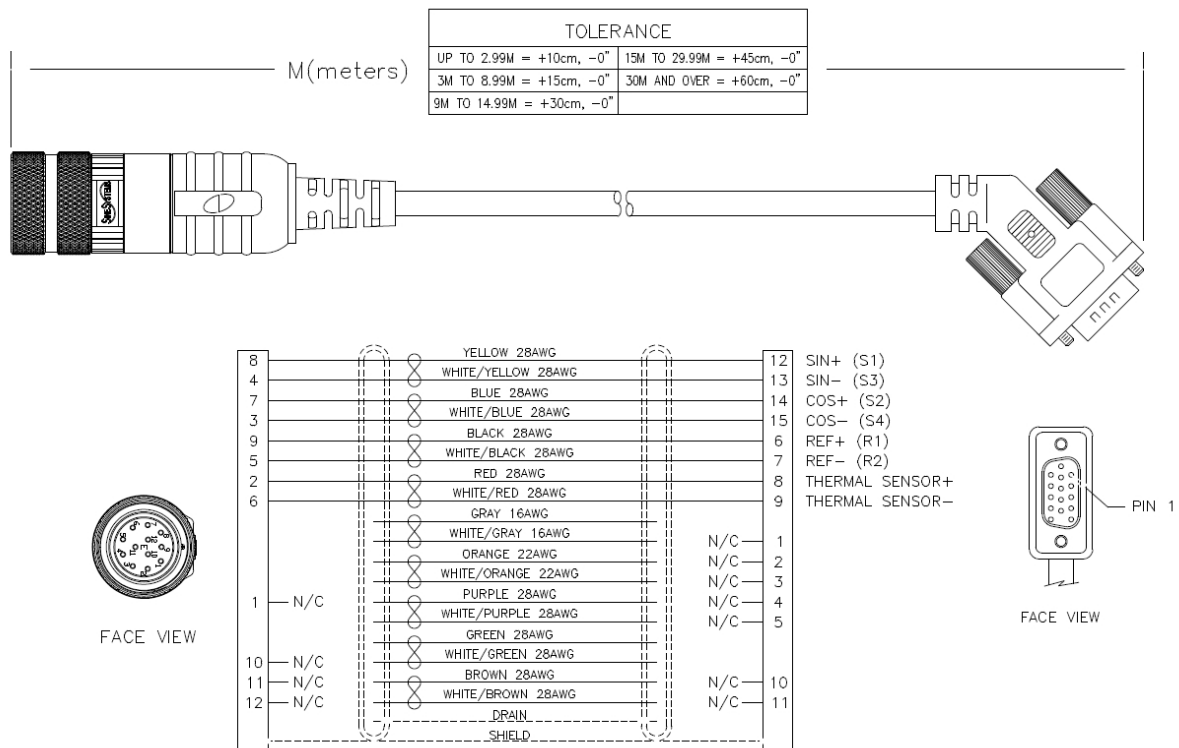 TOLERANCE
UP TO 2.99M = +10cm, -0" 15M TO 29.99M = +45cm, -0"
3M TO 8.99M = +15cm, -0" 30M AND OVER = +60cm, -0"
9M TO 14.99M = +30cm, -0"
M(meters)
SINE SYSTEMS
YELLOW 28AWG
8 12 SIN+ (S1)
WHITE/YELLOW 28AWG
4 13 SIN- (S3)
BLUE 28AWG
7 14 COS+ (S2)
WHITE/BLUE 28AWG
3 15 COS- (S4)
BLACK 28AWG
9 6 REF+ (R1)
WHITE/BLACK 28AWG
5 7 REF- (R2)
RED 28AWG
2 8 THERMAL SENSOR+
WHITE/RED 28AWG
6 9 THERMAL SENSOR-
GRAY 16AWG
WHITE/GRAY 16AWG
N/C 1
ORANGE 22AWG
N/C 2
WHITE/ORANGE 22AWG
N/C 3
PURPLE 28AWG
1 N/C N/C 4
WHITE/PURPLE 28AWG
N/C 5
GREEN 28AWG
WHITE/GREEN 28AWG
10 N/C
BROWN 28AWG
11 N/C N/C 10
WHITE/BROWN 28AWG
12 N/C N/C 11
DRAIN
SHIELD
FACE VIEW
PIN 1
FACE VIEW